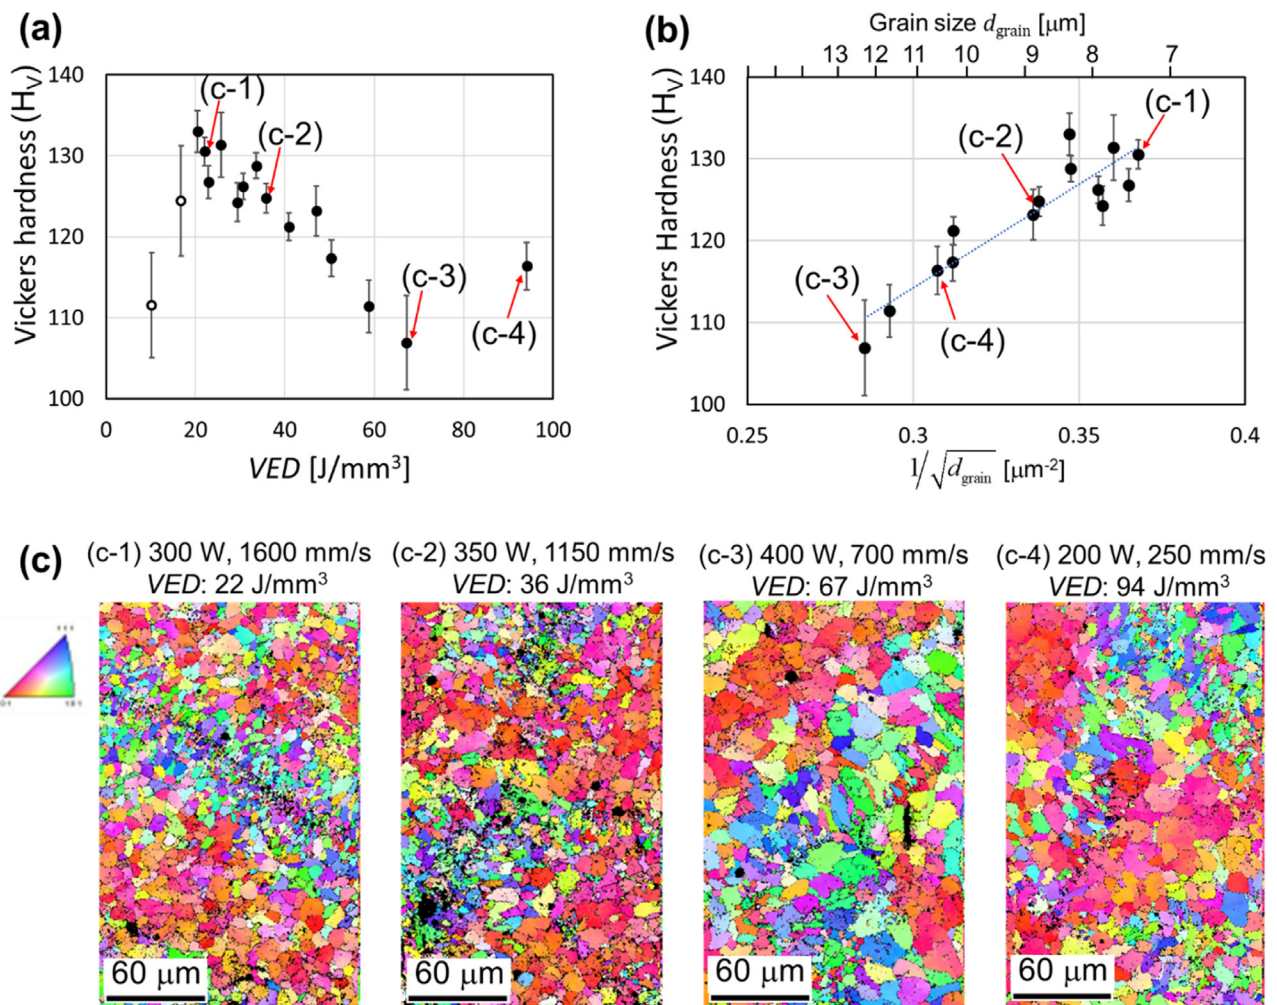 (a)
140
130
120
110
100
Vickers hardness (HV)
0 20 40 60 80 100
VED [J/mm³]
(c-1)
(c-2)
(c-3)
(c-4)
(b)
Grain size dgrain [μm]
13 12 11 10 9 8 7
140
130
120
110
100
Vickers Hardness (HV)
0.25 0.3 0.35 0.4
1/√dgrain [μm-2]
(c-1)
(c-2)
(c-3)
(c-4)
(c)
(c-1) 300 W, 1600 mm/s
VED: 22 J/mm³
(c-2) 350 W, 1150 mm/s
VED: 36 J/mm³
(c-3) 400 W, 700 mm/s
VED: 67 J/mm³
(c-4) 200 W, 250 mm/s
VED: 94 J/mm³
60 μm
60 μm
60 μm
60 μm